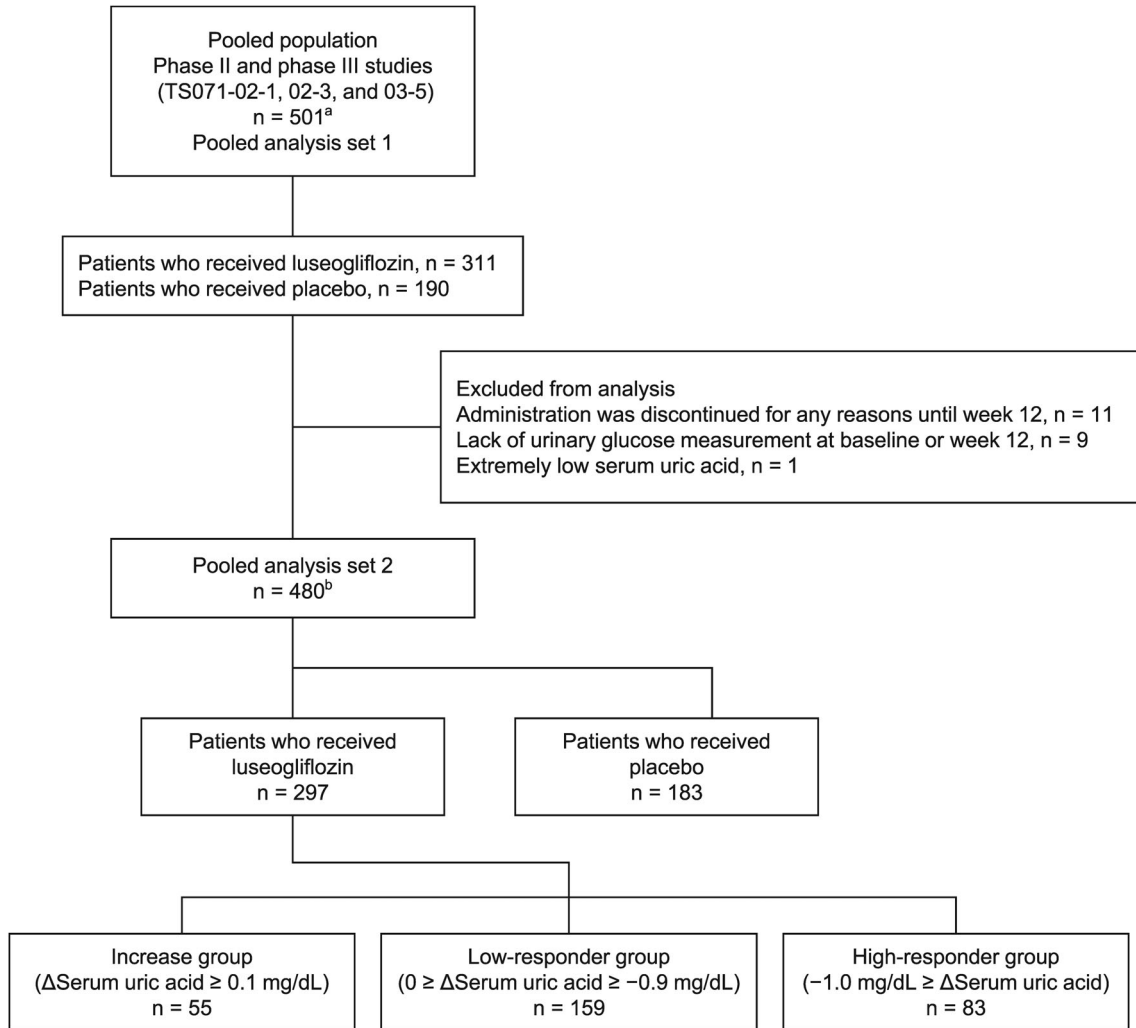 Pooled population
Phase II and phase III studies
(TS071-02-1, 02-3, and 03-5)
n = 501ᵃ
Pooled analysis set 1
Patients who received luseogliflozin, n = 311
Patients who received placebo, n = 190
Excluded from analysis
Administration was discontinued for any reasons until week 12, n = 11
Lack of urinary glucose measurement at baseline or week 12, n = 9
Extremely low serum uric acid, n = 1
Pooled analysis set 2
n = 480ᵇ
Patients who received
luseogliflozin
n = 297
Patients who received
placebo
n = 183
Increase group
(ΔSerum uric acid ≥ 0.1 mg/dL)
n = 55
Low-responder group
(0 ≥ ΔSerum uric acid ≥ −0.9 mg/dL)
n = 159
High-responder group
(−1.0 mg/dL ≥ ΔSerum uric acid)
n = 83